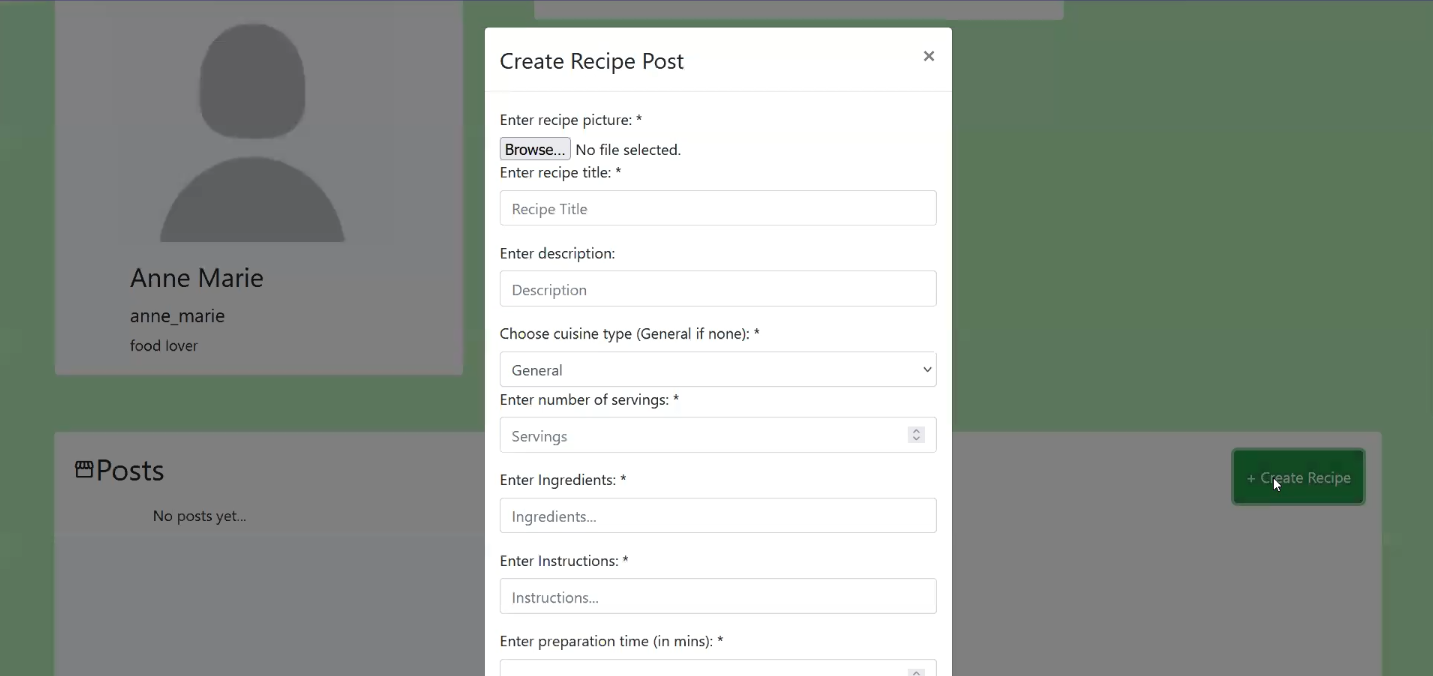 Create Recipe Post ×
Enter recipe picture: *
Browse... No file selected.
Enter recipe title: *
Recipe Title
Enter description:
Description
Choose cuisine type (General if none): *
General
Enter number of servings: *
Servings
Enter Ingredients: *
Ingredients...
Enter Instructions: *
Instructions...
Enter preparation time (in mins): *
Anne Marie
anne_marie
food lover
Posts
No posts yet...
+ Create Recipe